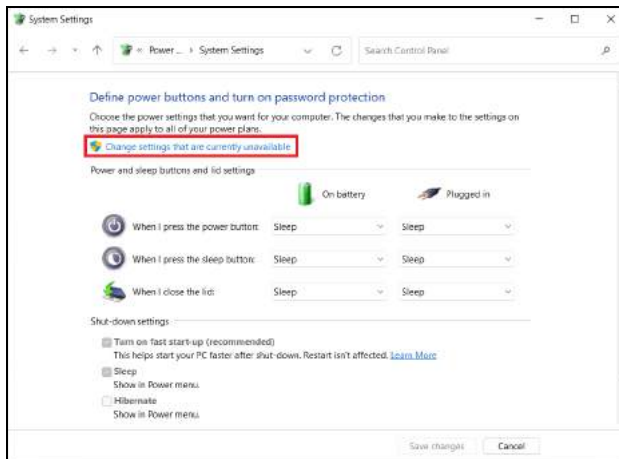 System Settings
« Power ... › System Settings
Search Control Panel
Define power buttons and turn on password protection
Choose the power settings that you want for your computer. The changes that you make to the settings on
this page apply to all of your power plans.
Change settings that are currently unavailable
Power and sleep buttons and lid settings
On battery Plugged in
When I press the power button: Sleep Sleep
When I press the sleep button: Sleep Sleep
When I close the lid: Sleep Sleep
Shut-down settings
Turn on fast start-up (recommended)
This helps start your PC faster after shut-down. Restart isn't affected. Learn More
Sleep
Show in Power menu.
Hibernate
Show in Power menu.
Save changes Cancel